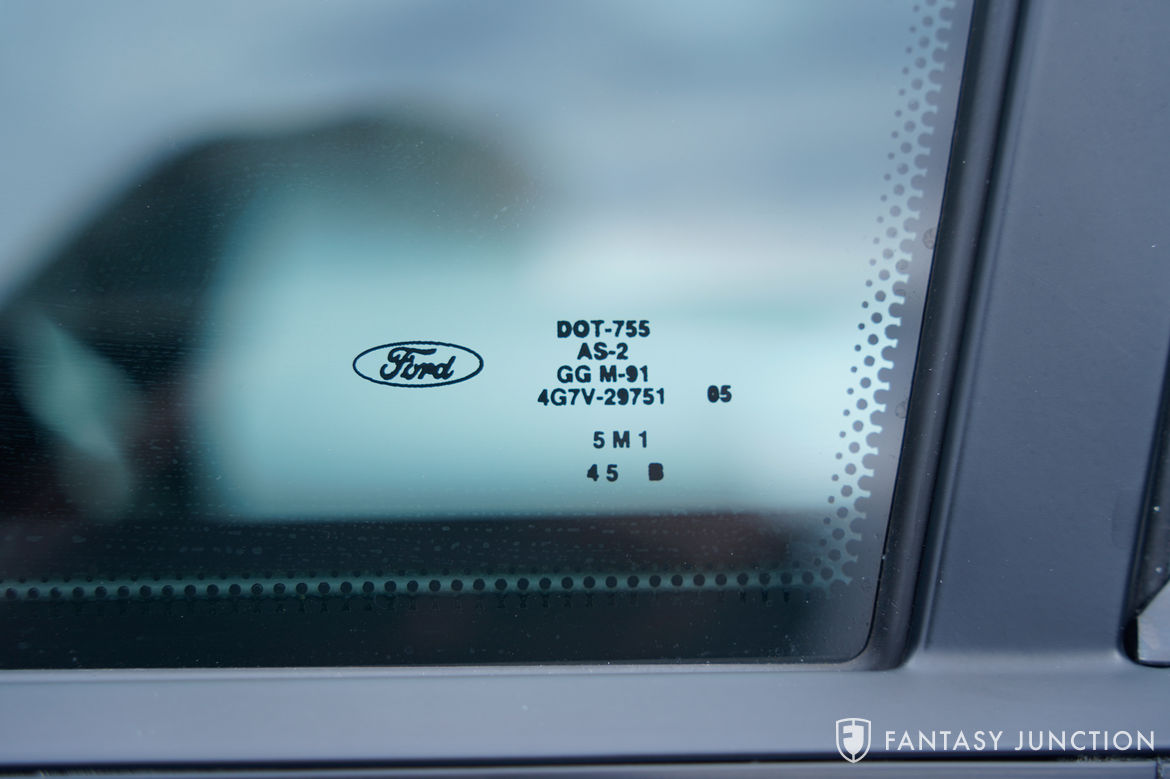 Ford
DOT-755
AS-2
GG M-91
4G7V-29751 05
5 M 1
4 5
FANTASY JUNCTION